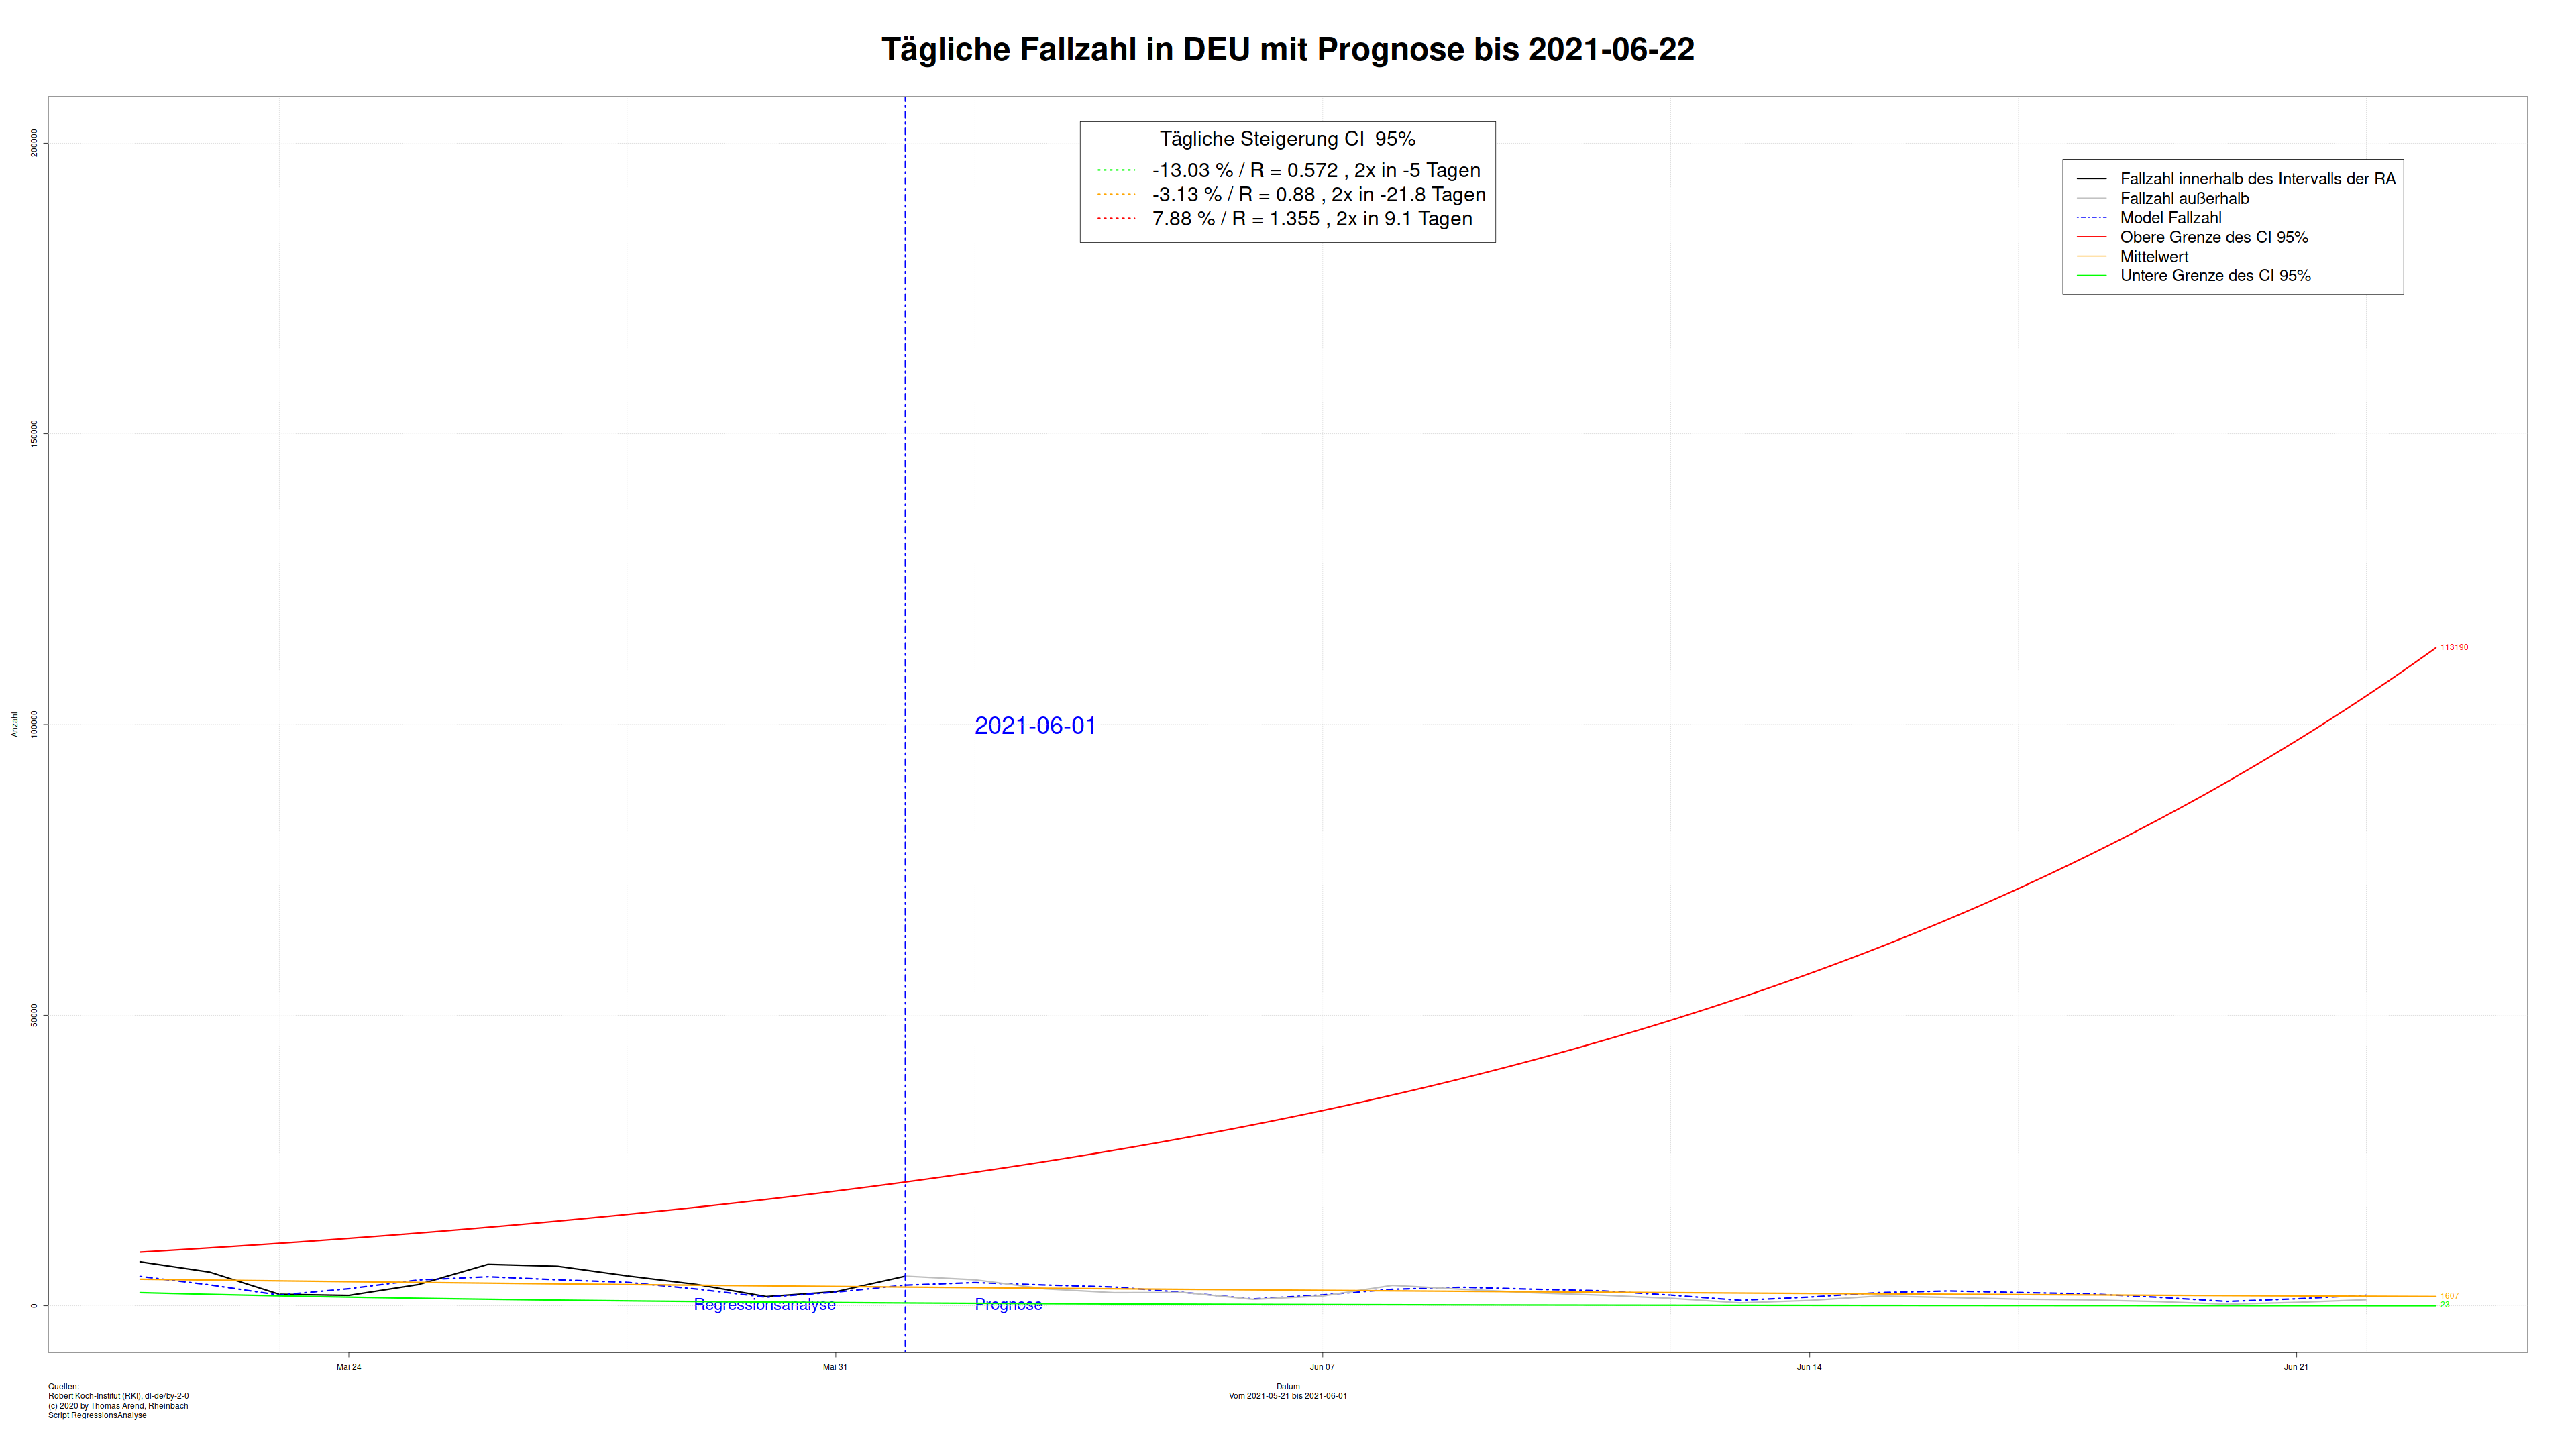 Tägliche Fallzahl in DEU mit Prognose bis 2021-06-22
Tägliche Steigerung CI  95%
-13.03 % / R = 0.572 , 2x in -5 Tagen
-3.13 % / R = 0.88 , 2x in -21.8 Tagen
7.88 % / R = 1.355 , 2x in 9.1 Tagen
Fallzahl innerhalb des Intervalls der RA
Fallzahl außerhalb
Model Fallzahl
Obere Grenze des CI 95%
Mittelwert
Untere Grenze des CI 95%
200000
150000
100000
50000
0
Anzahl
2021-06-01
113190
1607
23
Regressionsanalyse
Prognose
Mai 24
Mai 31
Jun 07
Jun 14
Jun 21
Datum
Vom 2021-05-21 bis 2021-06-01
Quellen:
Robert Koch-Institut (RKI), dl-de/by-2-0
(c) 2020 by Thomas Arend, Rheinbach
Script RegressionsAnalyse